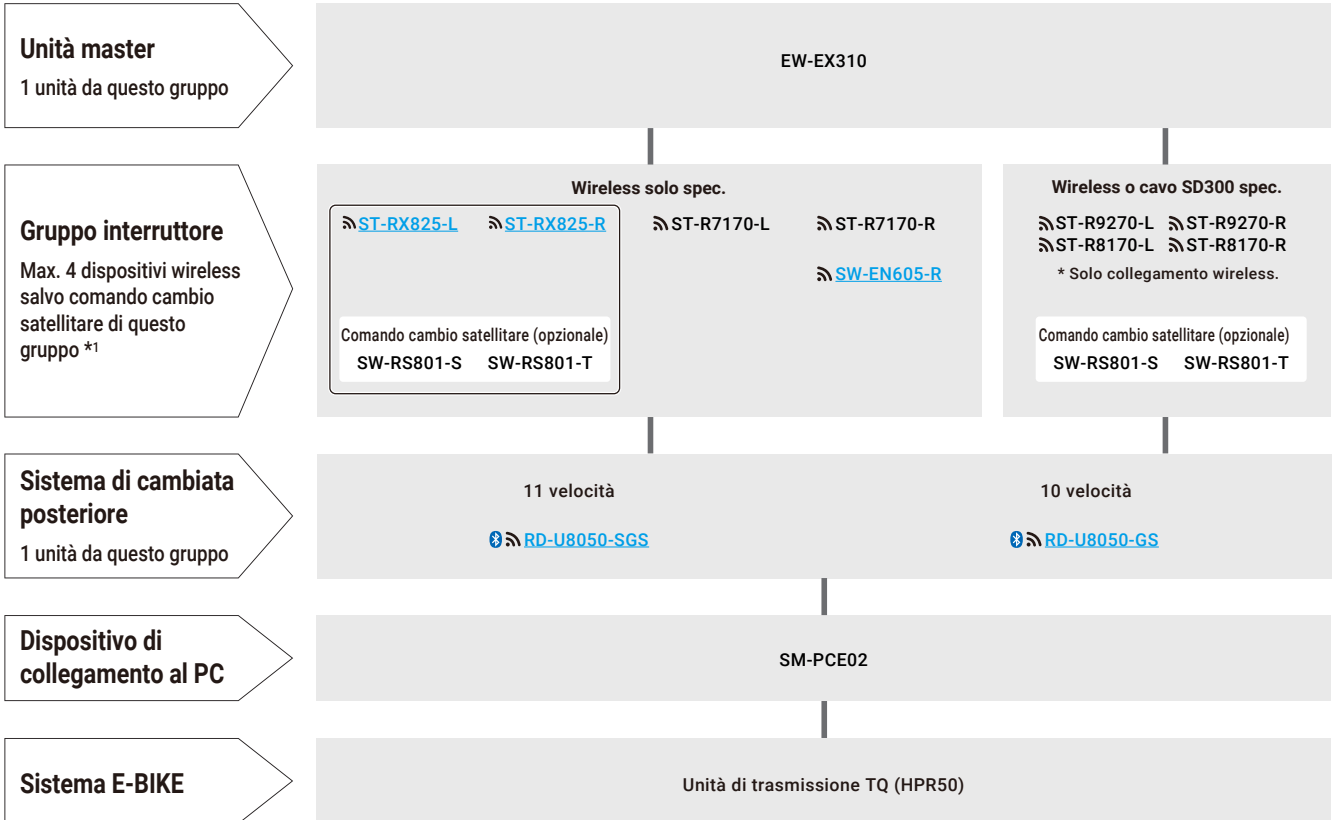 Unità master
1 unità da questo gruppo
EW-EX310
Gruppo interruttore
Max. 4 dispositivi wireless
salvo comando cambio
satellitare di questo
gruppo *1
Wireless solo spec.
ST-RX825-L ST-RX825-R ST-R7170-L ST-R7170-R
SW-EN605-R
Comando cambio satellitare (opzionale)
SW-RS801-S SW-RS801-T
Wireless o cavo SD300 spec.
ST-R9270-L ST-R9270-R
ST-R8170-L ST-R8170-R
* Solo collegamento wireless.
Comando cambio satellitare (opzionale)
SW-RS801-S SW-RS801-T
Sistema di cambiata
posteriore
1 unità da questo gruppo
11 velocità
RD-U8050-SGS
10 velocità
RD-U8050-GS
Dispositivo di
collegamento al PC
SM-PCE02
Sistema E-BIKE
Unità di trasmissione TQ (HPR50)